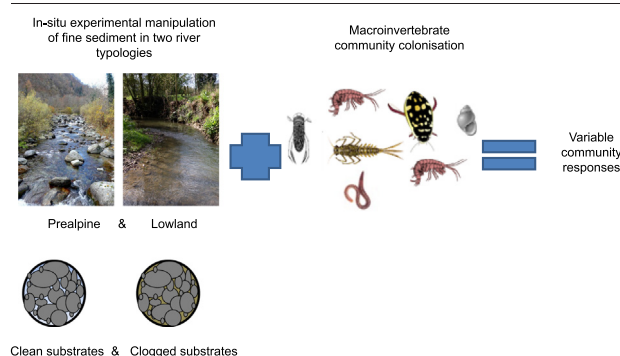 In-situ experimental manipulation
of fine sediment in two river
typologies
Macroinvertebrate
community colonisation
Variable
community
responses
Prealpine & Lowland
Clean substrates & Clogged substrates